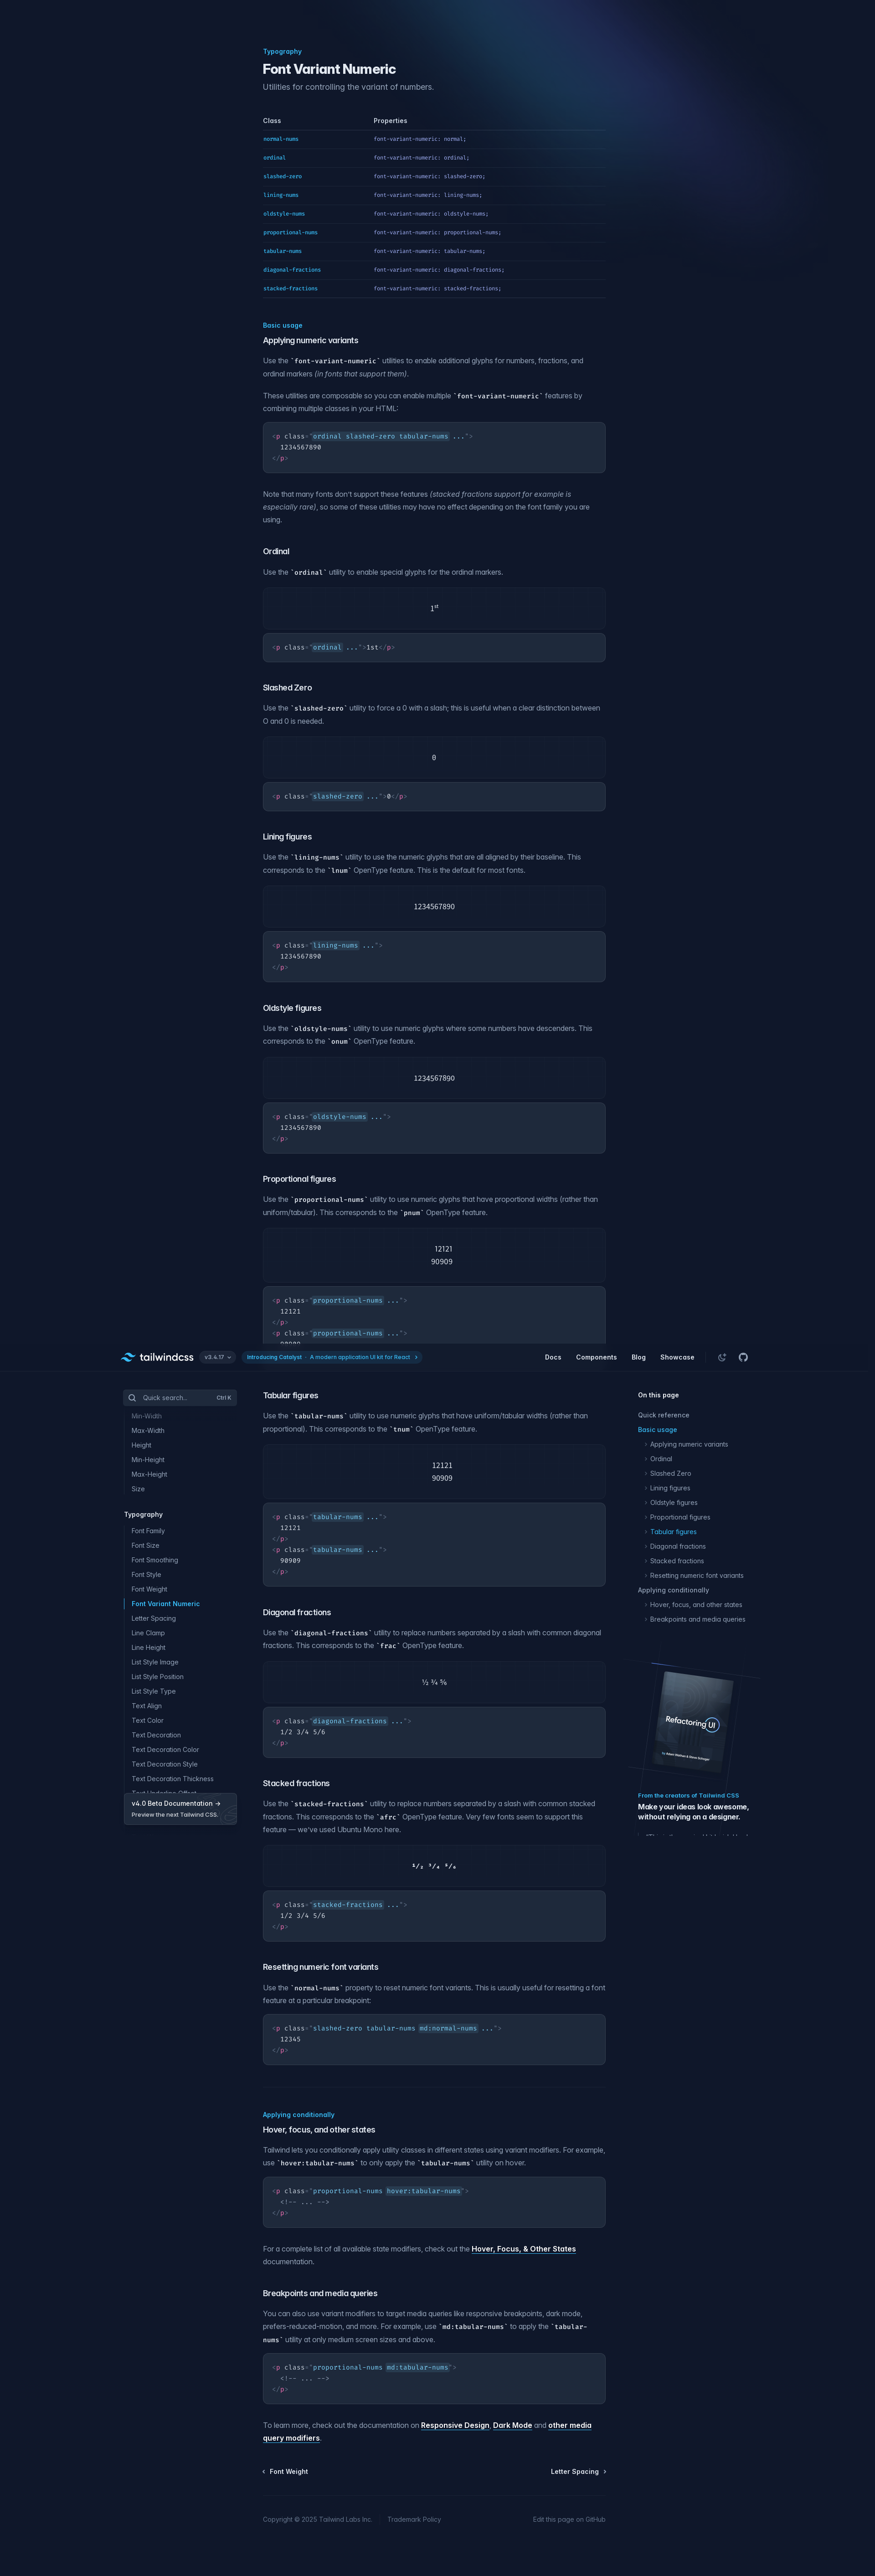 Typography
Font Variant Numeric
Utilities for controlling the variant of numbers.
Class Properties
normal-nums font-variant-numeric: normal;
ordinal font-variant-numeric: ordinal;
slashed-zero font-variant-numeric: slashed-zero;
lining-nums font-variant-numeric: lining-nums;
oldstyle-nums font-variant-numeric: oldstyle-nums;
proportional-nums font-variant-numeric: proportional-nums;
tabular-nums font-variant-numeric: tabular-nums;
diagonal-fractions font-variant-numeric: diagonal-fractions;
stacked-fractions font-variant-numeric: stacked-fractions;
Basic usage
Applying numeric variants
Use the `font-variant-numeric` utilities to enable additional glyphs for numbers, fractions, and
ordinal markers (in fonts that support them).
These utilities are composable so you can enable multiple `font-variant-numeric` features by
combining multiple classes in your HTML:
<p class="ordinal slashed-zero tabular-nums ...">
1234567890
</p>
Note that many fonts don't support these features (stacked fractions support for example is
especially rare), so some of these utilities may have no effect depending on the font family you are
using.
Ordinal
Use the `ordinal` utility to enable special glyphs for the ordinal markers.
1st
<p class="ordinal ...">1st</p>
Slashed Zero
Use the `slashed-zero` utility to force a 0 with a slash; this is useful when a clear distinction between
O and 0 is needed.
0
<p class="slashed-zero ...">0</p>
Lining figures
Use the `lining-nums` utility to use the numeric glyphs that are all aligned by their baseline. This
corresponds to the `lnum` OpenType feature. This is the default for most fonts.
1234567890
<p class="lining-nums ...">
1234567890
</p>
Oldstyle figures
Use the `oldstyle-nums` utility to use numeric glyphs where some numbers have descenders. This
corresponds to the `onum` OpenType feature.
1234567890
<p class="oldstyle-nums ...">
1234567890
</p>
Proportional figures
Use the `proportional-nums` utility to use numeric glyphs that have proportional widths (rather than
uniform/tabular). This corresponds to the `pnum` OpenType feature.
12121
90909
<p class="proportional-nums ...">
12121
</p>
<p class="proportional-nums ...">
tailwindcss v3.4.17 Introducing Catalyst · A modern application UI kit for React Docs Components Blog Showcase
Quick search... Ctrl K
Min-Width
Max-Width
Height
Min-Height
Max-Height
Size
Typography
Font Family
Font Size
Font Smoothing
Font Style
Font Weight
Font Variant Numeric
Letter Spacing
Line Clamp
Line Height
List Style Image
List Style Position
List Style Type
Text Align
Text Color
Text Decoration
Text Decoration Color
Text Decoration Style
Text Decoration Thickness
v4.0 Beta Documentation →
Preview the next Tailwind CSS.
Tabular figures
Use the `tabular-nums` utility to use numeric glyphs that have uniform/tabular widths (rather than
proportional). This corresponds to the `tnum` OpenType feature.
12121
90909
<p class="tabular-nums ...">
12121
</p>
<p class="tabular-nums ...">
90909
</p>
Diagonal fractions
Use the `diagonal-fractions` utility to replace numbers separated by a slash with common diagonal
fractions. This corresponds to the `frac` OpenType feature.
½ ¾ ⅚
<p class="diagonal-fractions ...">
1/2 3/4 5/6
</p>
Stacked fractions
Use the `stacked-fractions` utility to replace numbers separated by a slash with common stacked
fractions. This corresponds to the `afrc` OpenType feature. Very few fonts seem to support this
feature — we've used Ubuntu Mono here.
1/2 3/4 5/6
<p class="stacked-fractions ...">
1/2 3/4 5/6
</p>
Resetting numeric font variants
Use the `normal-nums` property to reset numeric font variants. This is usually useful for resetting a font
feature at a particular breakpoint:
<p class="slashed-zero tabular-nums md:normal-nums ...">
12345
</p>
Applying conditionally
Hover, focus, and other states
Tailwind lets you conditionally apply utility classes in different states using variant modifiers. For example,
use `hover:tabular-nums` to only apply the `tabular-nums` utility on hover.
<p class="proportional-nums hover:tabular-nums">
<!-- ... -->
</p>
For a complete list of all available state modifiers, check out the Hover, Focus, & Other States
documentation.
Breakpoints and media queries
You can also use variant modifiers to target media queries like responsive breakpoints, dark mode,
prefers-reduced-motion, and more. For example, use `md:tabular-nums` to apply the `tabular-
nums` utility at only medium screen sizes and above.
<p class="proportional-nums md:tabular-nums">
<!-- ... -->
</p>
To learn more, check out the documentation on Responsive Design, Dark Mode and other media
query modifiers.
Font Weight Letter Spacing
Copyright © 2025 Tailwind Labs Inc. Trademark Policy Edit this page on GitHub
On this page
Quick reference
Basic usage
Applying numeric variants
Ordinal
Slashed Zero
Lining figures
Oldstyle figures
Proportional figures
Tabular figures
Diagonal fractions
Stacked fractions
Resetting numeric font variants
Applying conditionally
Hover, focus, and other states
Breakpoints and media queries
Refactoring UI
by Adam Wathan & Steve Schoger
From the creators of Tailwind CSS
Make your ideas look awesome,
without relying on a designer.